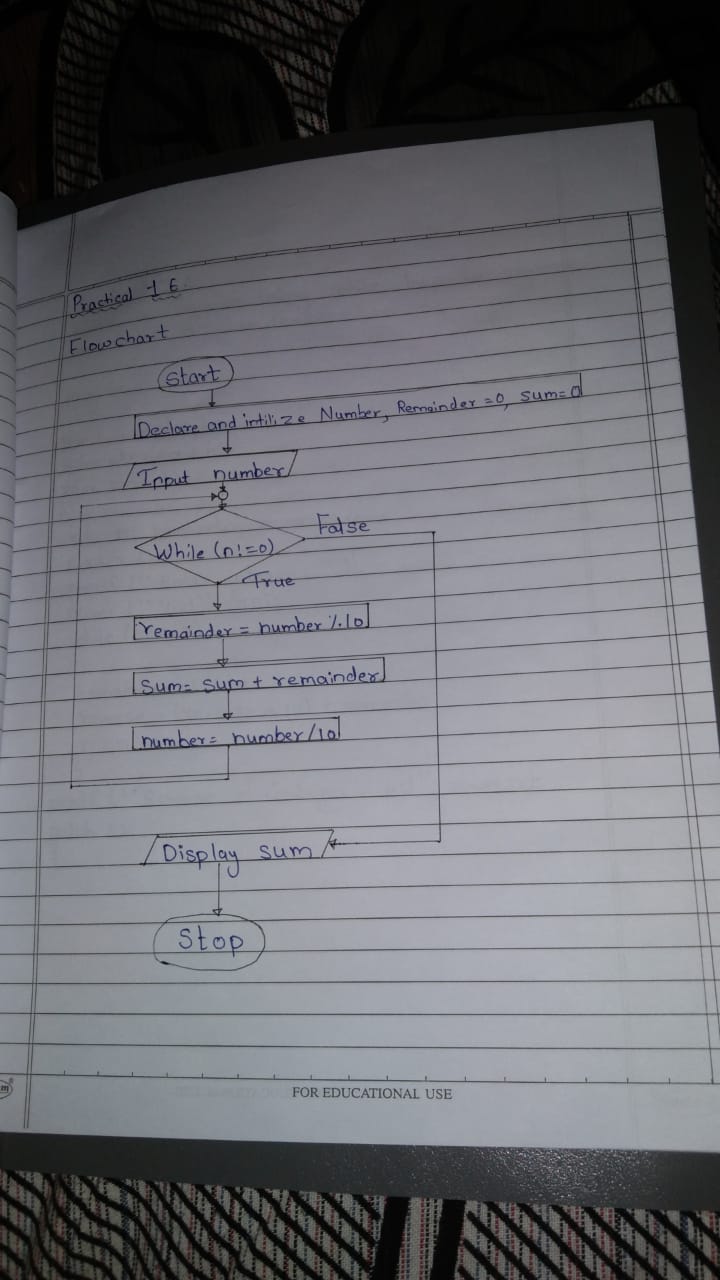 Practical 1 E
Flowchart
Start
Declare and intilize Number, Remainder =0, sum=0
Input number
While (n!=0)
False
True
remainder = number %10
sum= sum + remainder
number= number/10
Display sum
Stop
m
FOR EDUCATIONAL USE